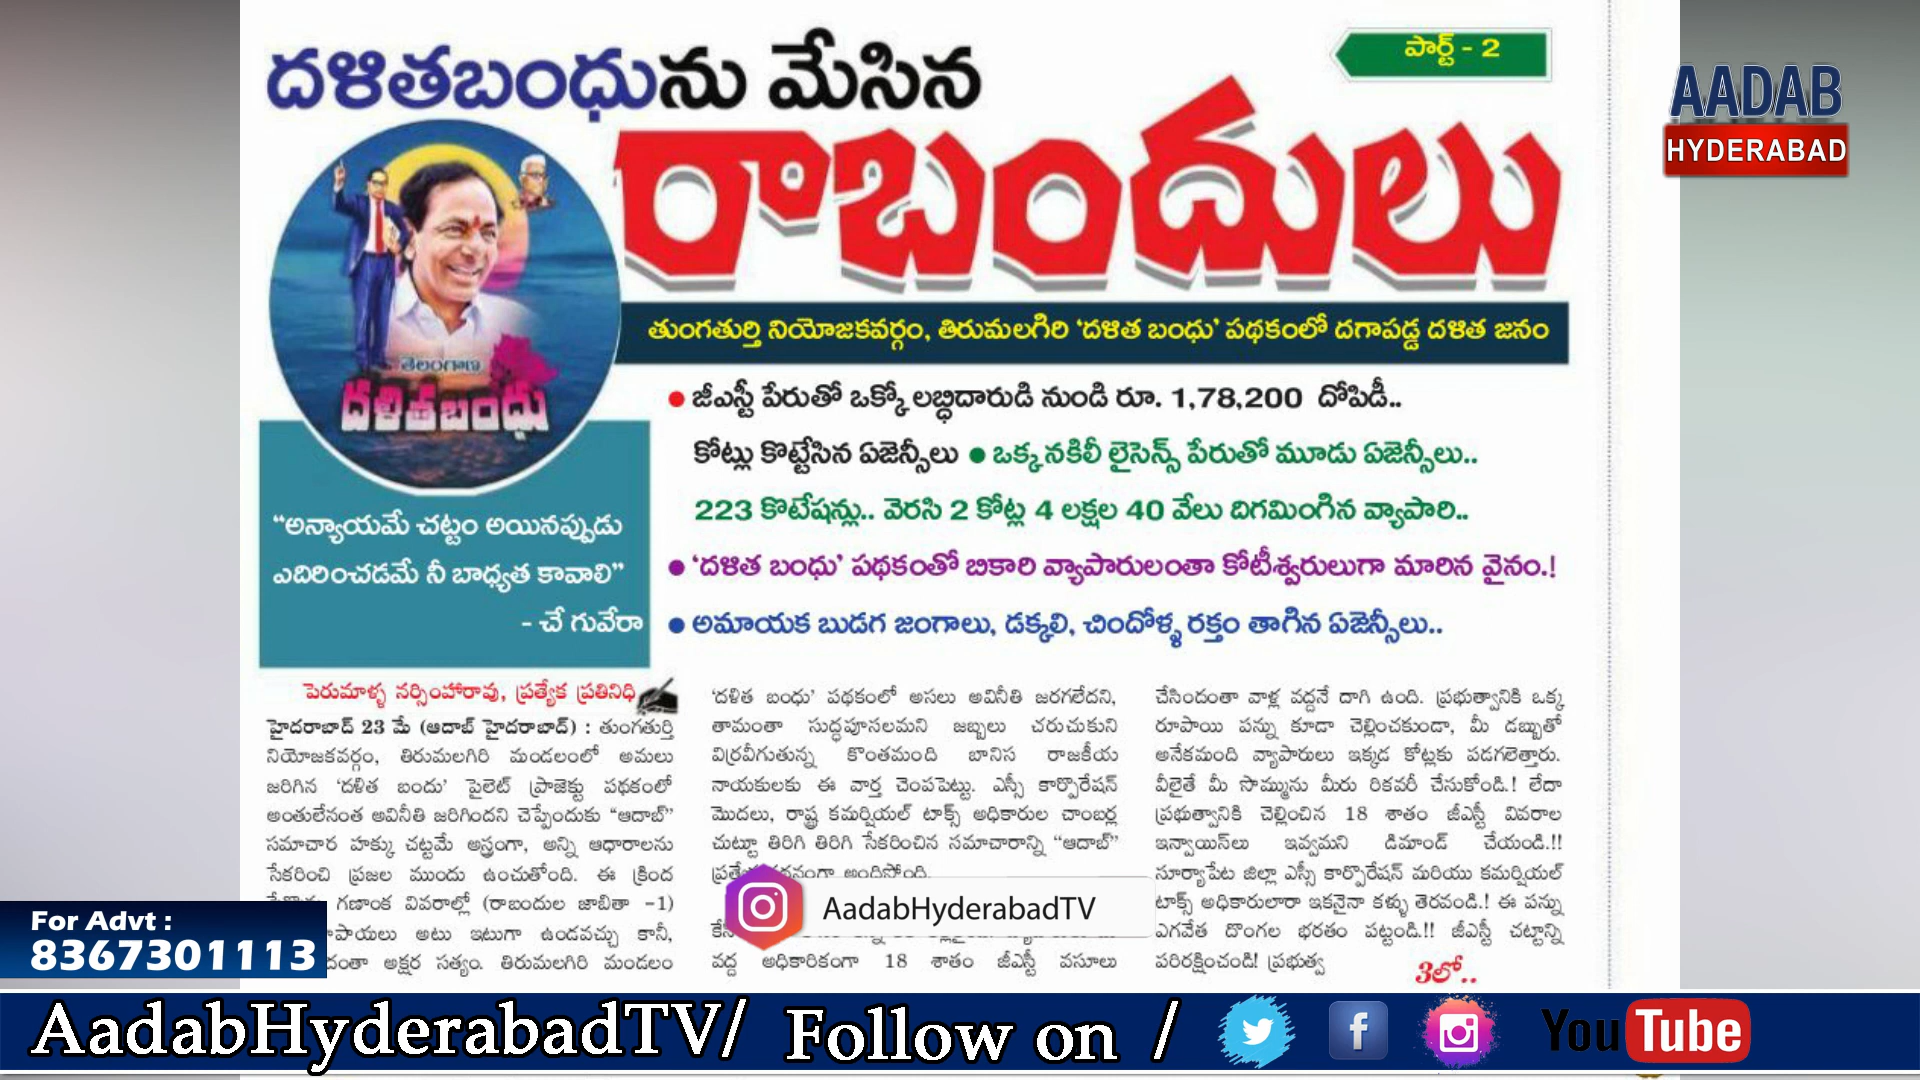 దళితబంధును మేసిన
పార్ట్ - 2
రాబందులు
AADAB
HYDERABAD
తెలంగాణ
దళితబంధు
తుంగతుర్తి నియోజకవర్గం, తిరుమలగిరి ‘దళిత బంధు’ పథకంలో దగాపడ్డ దళిత జనం
● జీఎస్టీ పేరుతో ఒక్కో లబ్ధిదారుడి నుండి రూ. 1,78,200 దోపిడీ..
కోట్లు కొట్టేసిన ఏజెన్సీలు ● ఒక్క నకిలీ లైసెన్స్ పేరుతో మూడు ఏజెన్సీలు..
223 కొటేషన్లు.. వెరసి 2 కోట్ల 4 లక్షల 40 వేలు దిగమింగిన వ్యాపారి..
● ‘దళిత బంధు’ పథకంతో బికారి వ్యాపారులంతా కోటీశ్వరులుగా మారిన వైనం.!
● అమాయక బుడగ జంగాలు, డక్కలి, చిందోళ్ళ రక్తం తాగిన ఏజెన్సీలు..
“అన్యాయమే చట్టం అయినప్పుడు
ఎదిరించడమే నీ బాధ్యత కావాలి”
- చే గువేరా
పెరుమాళ్ళ నర్సింహారావు, ప్రత్యేక ప్రతినిధి
హైదరాబాద్ 23 మే (ఆదాబ్ హైదరాబాద్) : తుంగతుర్తి
నియోజకవర్గం, తిరుమలగిరి మండలంలో అమలు
జరిగిన ‘దళిత బందు’ పైలెట్ ప్రాజెక్టు పథకంలో
అంతులేనంత అవినీతి జరిగిందని చెప్పేందుకు “ఆదాబ్”
సమాచార హక్కు చట్టమే అస్త్రంగా, అన్ని ఆధారాలను
సేకరించి ప్రజల ముందు ఉంచుతోంది. ఈ క్రింద
గణాంక వివరాల్లో (రాబందుల జాబితా -1)
అటు ఇటుగా ఉండవచ్చు కానీ,
అక్షర సత్యం. తిరుమలగిరి మండలం
‘దళిత బంధు’ పథకంలో అసలు అవినీతి జరగలేదని,
తామంతా సుద్ధపూసలమని జబ్బలు చరుచుకుని
విర్రవీగుతున్న కొంతమంది బానిస రాజకీయ
నాయకులకు ఈ వార్త చెంపపెట్టు. ఎస్సీ కార్పొరేషన్
మొదలు, రాష్ట్ర కమర్షియల్ టాక్స్ అధికారుల చాంబర్ల
చుట్టూ తిరిగి తిరిగి సేకరించిన సమాచారాన్ని “ఆదాబ్”
అందిస్తోంది.
వద్ద అధికారికంగా 18 శాతం జీఎస్టీ వసూలు
చేసిందంతా వాళ్ల వద్దనే దాగి ఉంది. ప్రభుత్వానికి ఒక్క
రూపాయి పన్ను కూడా చెల్లించకుండా, మీ డబ్బుతో
అనేకమంది వ్యాపారులు ఇక్కడ కోట్లకు పడగలెత్తారు.
వీలైతే మీ సొమ్మును మీరు రికవరీ చేసుకోండి.! లేదా
ప్రభుత్వానికి చెల్లించిన 18 శాతం జీఎస్టీ వివరాల
ఇన్వాయిస్‌లు ఇవ్వమని డిమాండ్ చేయండి.!!
సూర్యాపేట జిల్లా ఎస్సీ కార్పొరేషన్ మరియు కమర్షియల్
టాక్స్ అధికారులారా ఇకనైనా కళ్ళు తెరవండి.! ఈ పన్ను
ఎగవేత దొంగల భరతం పట్టండి.!! జీఎస్టీ చట్టాన్ని
పరిరక్షించండి! ప్రభుత్వ
3లో..
AadabHyderabadTV
For Advt :
8367301113
AadabHyderabadTV/ Follow on /
YouTube